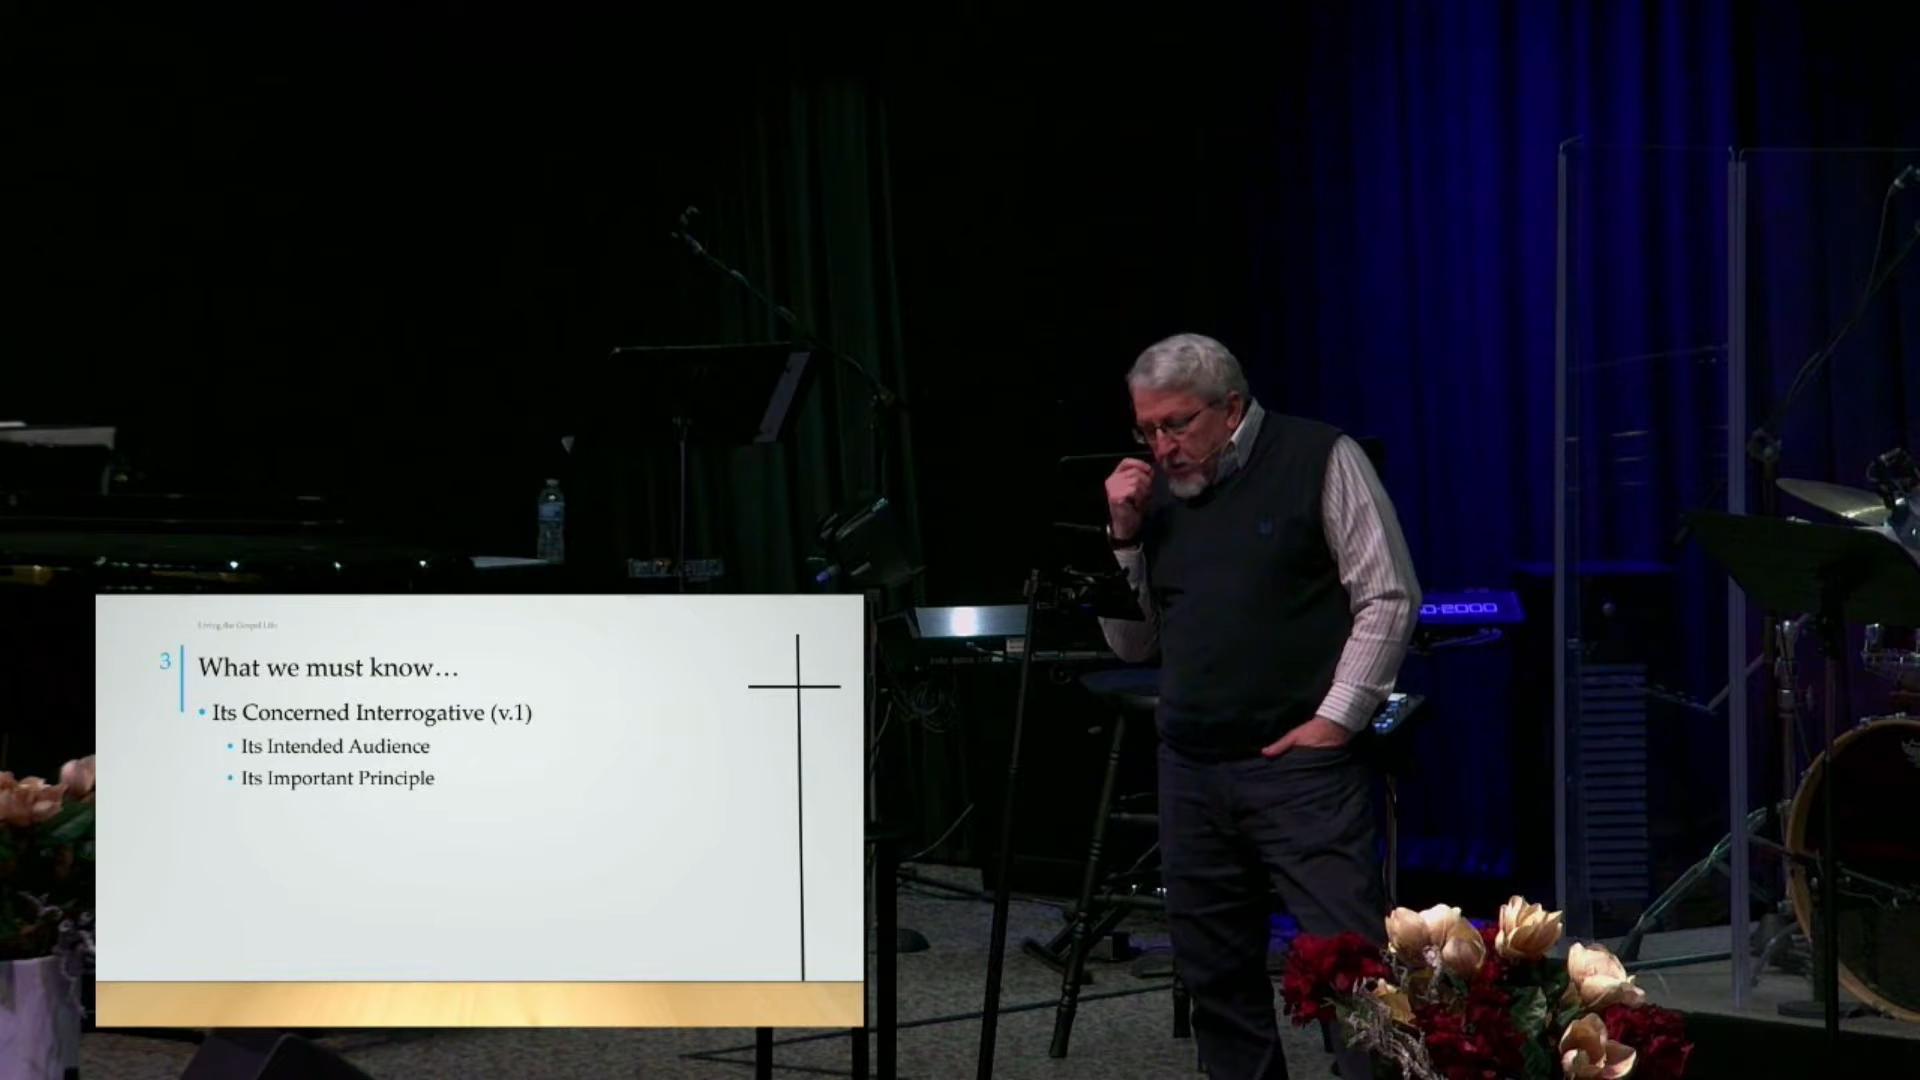 Living the Gospel Life
3
What we must know…
• Its Concerned Interrogative (v.1)
• Its Intended Audience
• Its Important Principle
D-2000